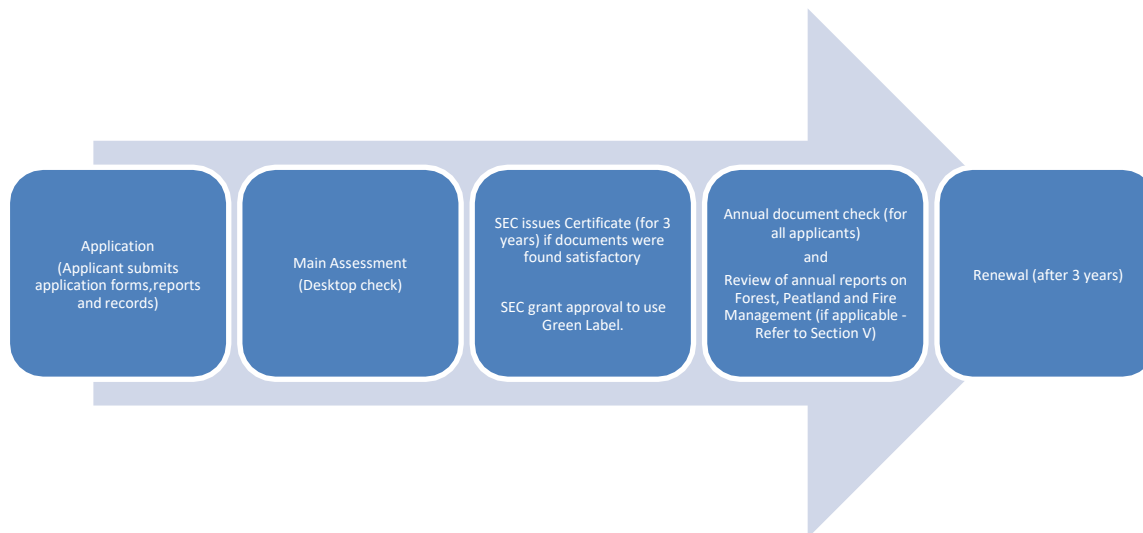 Application
(Applicant submits
application forms,reports
and records)
Main Assessment
(Desktop check)
SEC issues Certificate (for 3
years) if documents were
found satisfactory
SEC grant approval to use
Green Label.
Annual document check (for
all applicants)
and
Review of annual reports on
Forest, Peatland and Fire
Management (if applicable -
Refer to Section V)
Renewal (after 3 years)